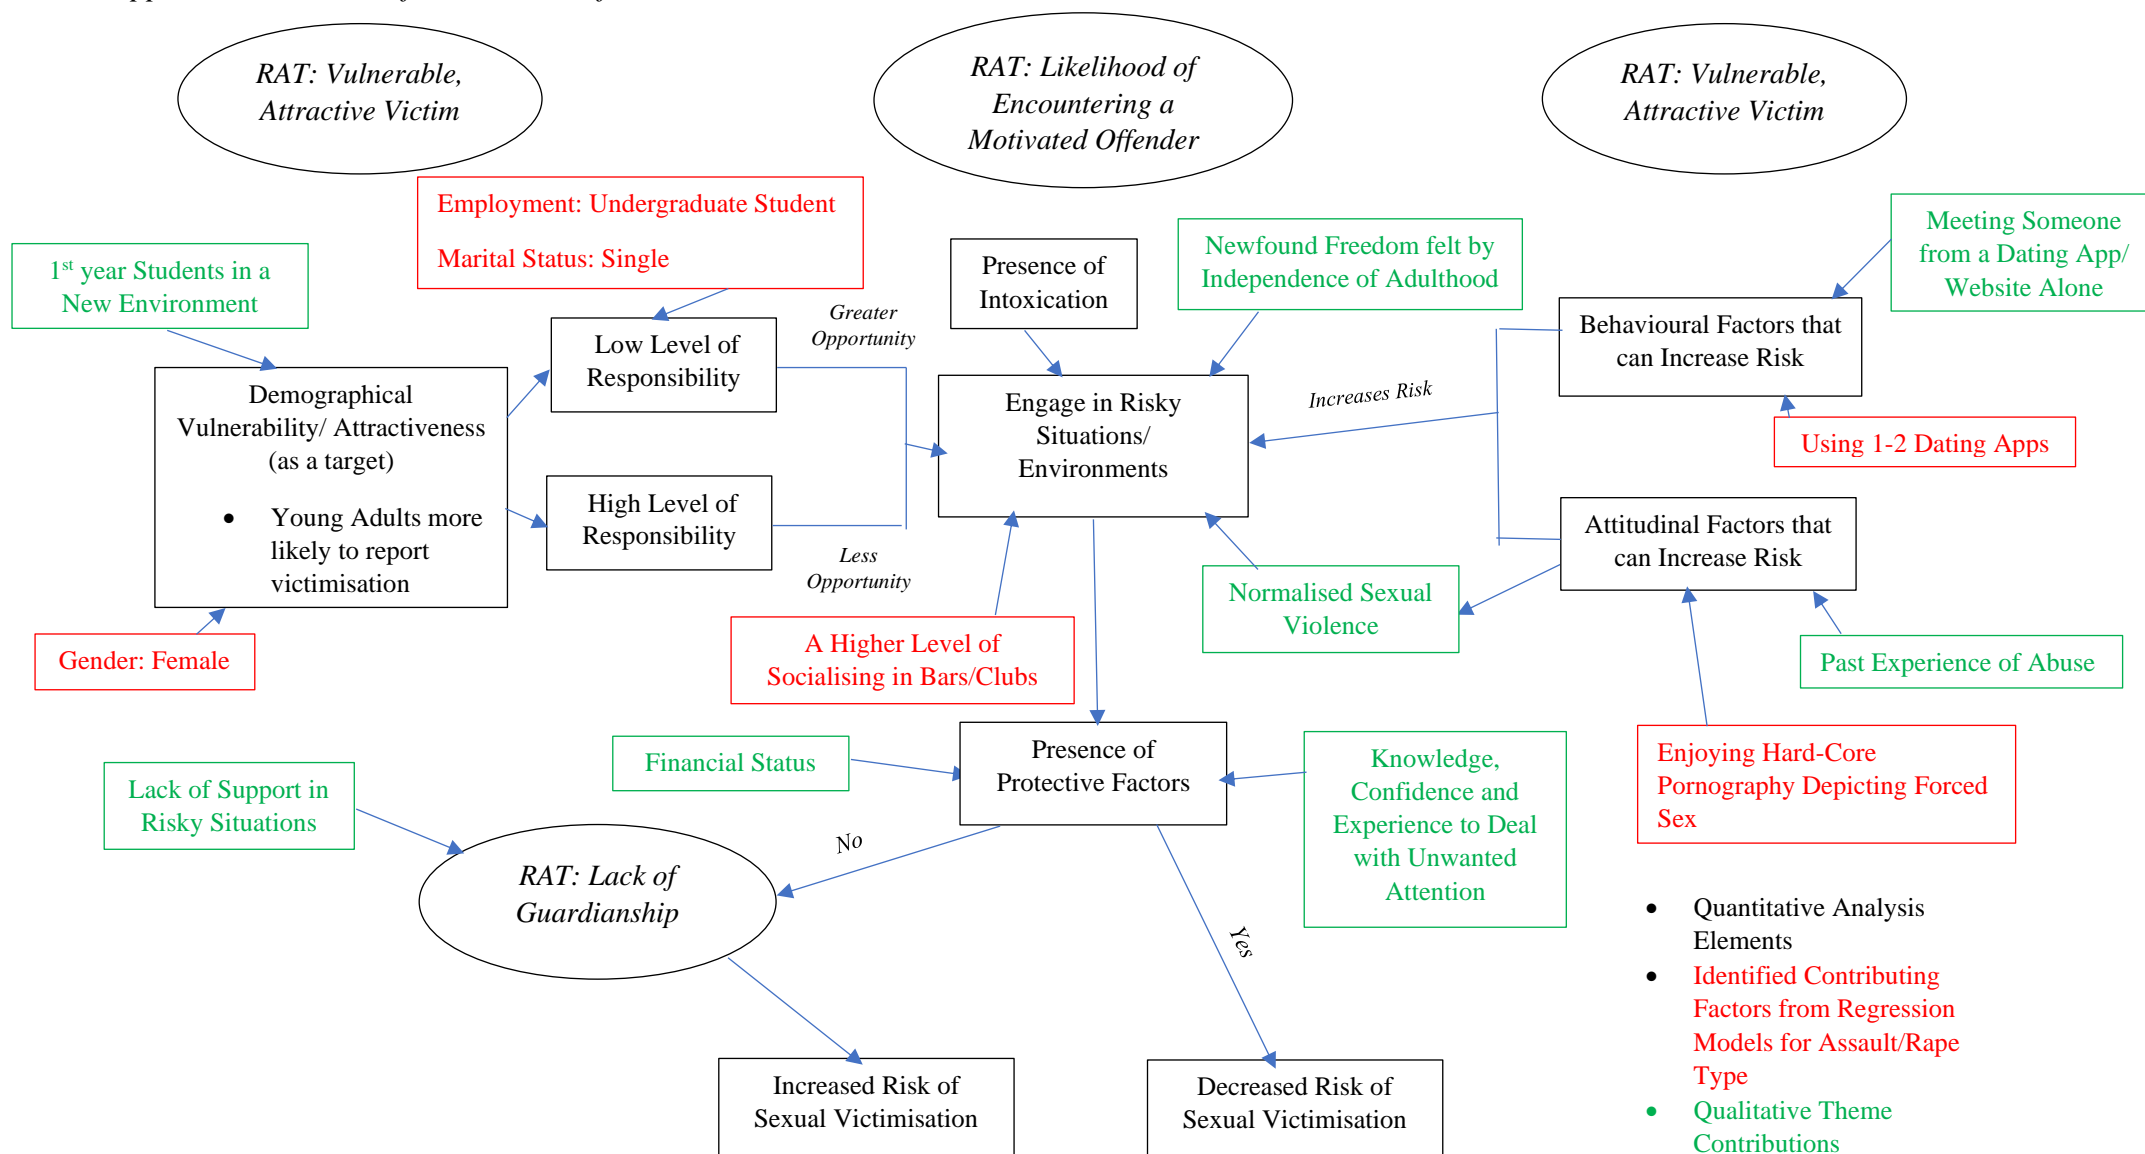 RAT: Vulnerable,
Attractive Victim
RAT: Likelihood of
Encountering a
Motivated Offender
RAT: Vulnerable,
Attractive Victim
Employment: Undergraduate Student
Marital Status: Single
1st year Students in a
New Environment
Presence of
Intoxication
Newfound Freedom felt by
Independence of Adulthood
Meeting Someone
from a Dating App/
Website Alone
Low Level of
Responsibility
Greater
Opportunity
Behavioural Factors that
can Increase Risk
Demographical
Vulnerability/ Attractiveness
(as a target)
• Young Adults more
likely to report
victimisation
Engage in Risky
Situations/
Environments
Increases Risk
Using 1-2 Dating Apps
High Level of
Responsibility
Less
Opportunity
Attitudinal Factors that
can Increase Risk
Normalised Sexual
Violence
Gender: Female
A Higher Level of
Socialising in Bars/Clubs
Past Experience of Abuse
Financial Status
Presence of
Protective Factors
Knowledge,
Confidence and
Experience to Deal
with Unwanted
Attention
Enjoying Hard-Core
Pornography Depicting Forced
Sex
Lack of Support in
Risky Situations
No
Yes
RAT: Lack of
Guardianship
• Quantitative Analysis
Elements
• Identified Contributing
Factors from Regression
Models for Assault/Rape
Type
• Qualitative Theme
Contributions
Increased Risk of
Sexual Victimisation
Decreased Risk of
Sexual Victimisation